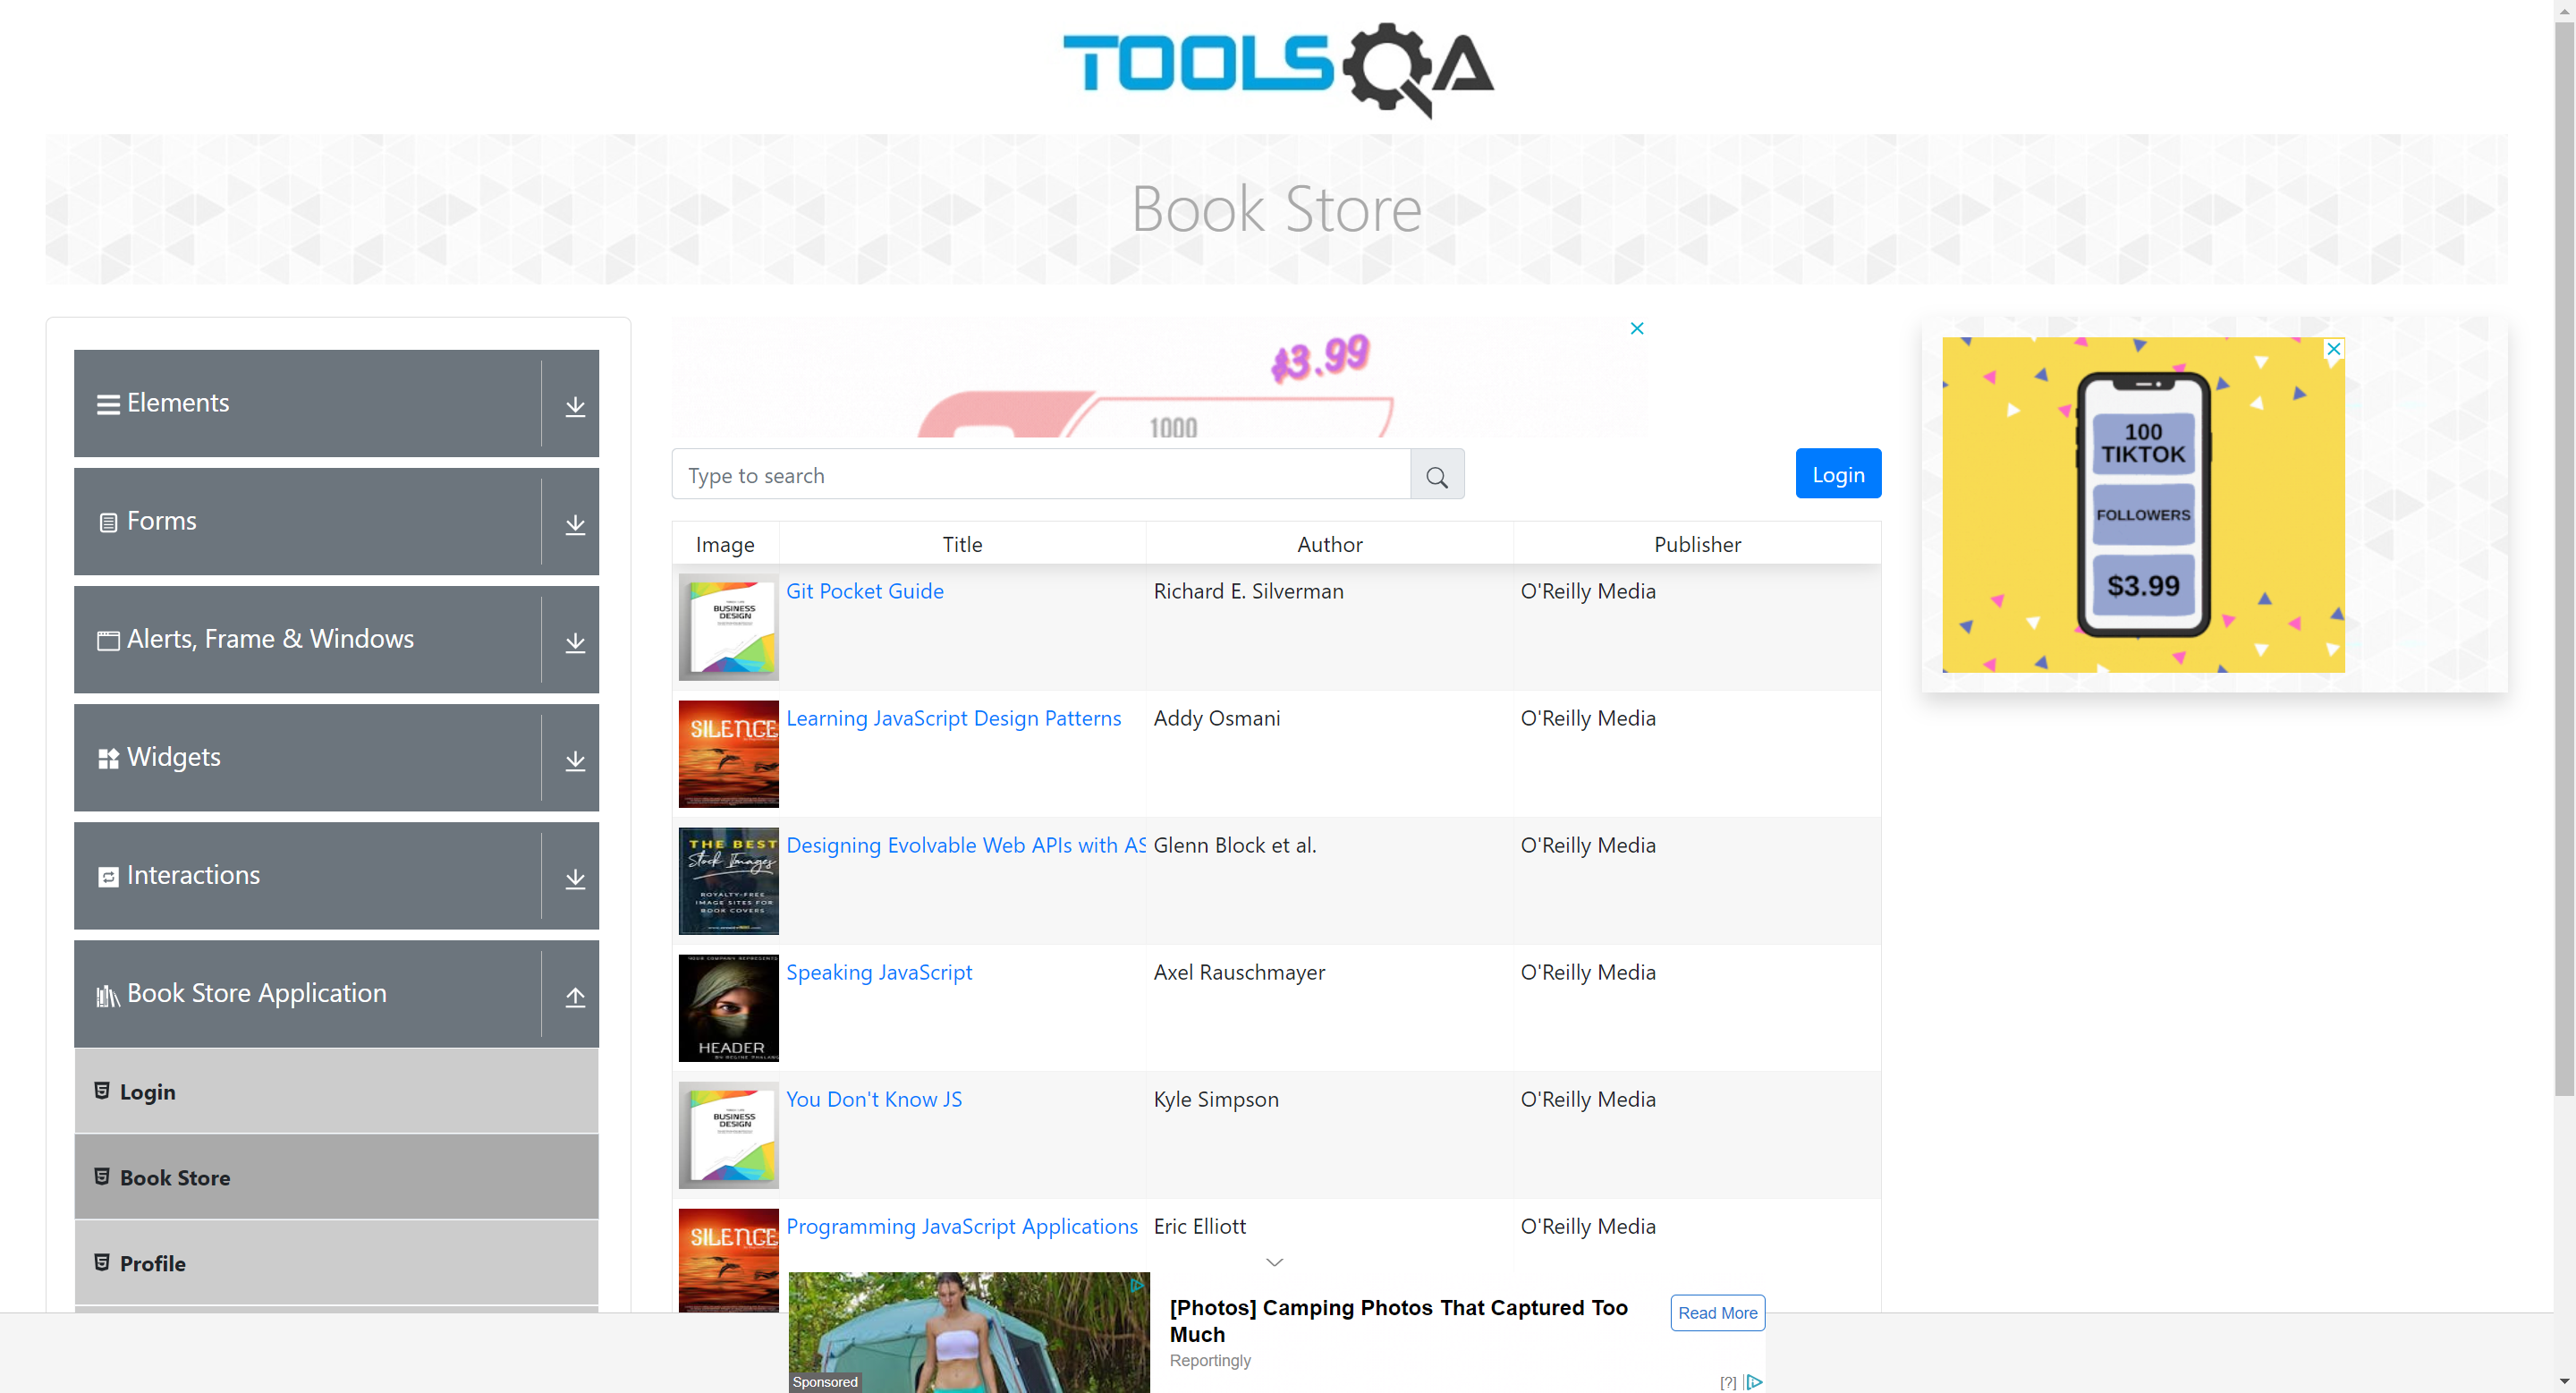 TOOLSQA
Book Store
Elements
Forms
Alerts, Frame & Windows
Widgets
Interactions
Book Store Application
Login
Book Store
Profile
$3.99
1000
Type to search
Login
Image Title Author Publisher
BUSINESS
DESIGN
Git Pocket Guide Richard E. Silverman O'Reilly Media
SILENCE
Learning JavaScript Design Patterns Addy Osmani O'Reilly Media
THE BEST
Stock Images
ROYALTY-FREE
IMAGE SITES FOR
BOOK COVERS
Designing Evolvable Web APIs with AS Glenn Block et al. O'Reilly Media
YOUR COMPANY REPRESENTS
HEADER
Speaking JavaScript Axel Rauschmayer O'Reilly Media
BUSINESS
DESIGN
You Don't Know JS Kyle Simpson O'Reilly Media
SILENCE
Programming JavaScript Applications Eric Elliott O'Reilly Media
100
TIKTOK
FOLLOWERS
$3.99
Sponsored
[Photos] Camping Photos That Captured Too
Much
Reportingly
Read More
[?]